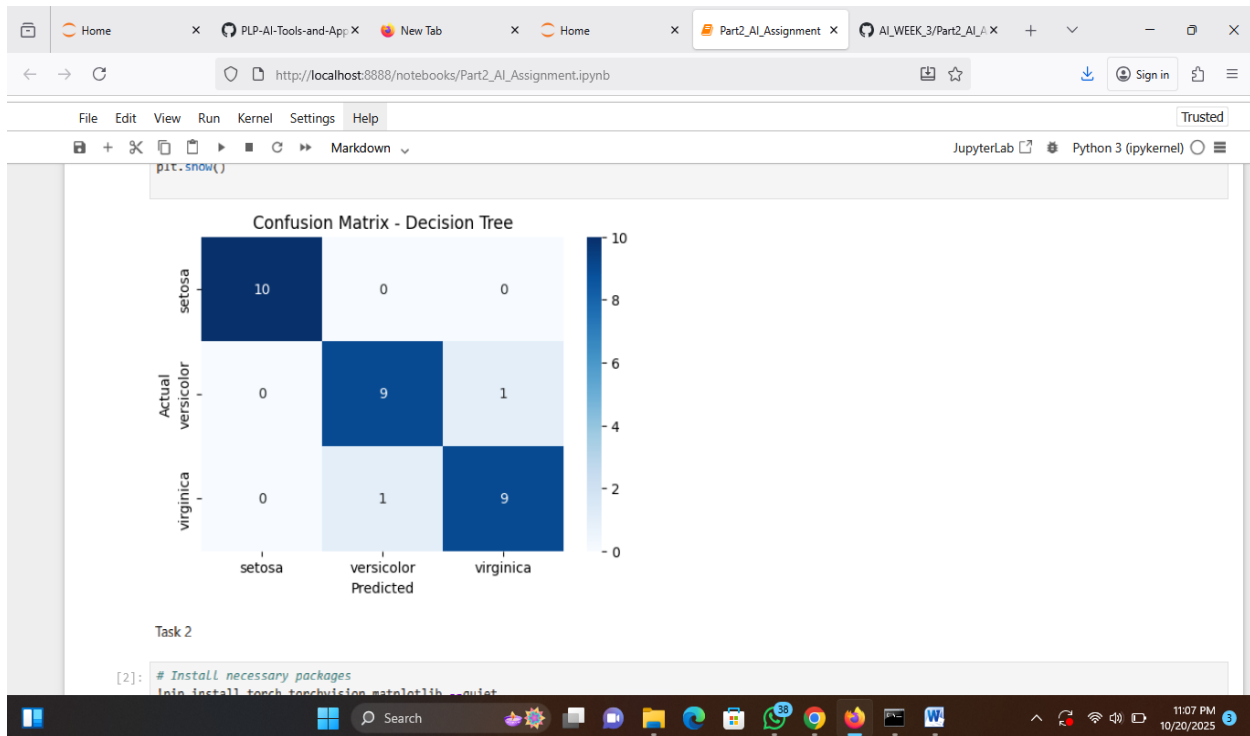 Home
PLP-AI-Tools-and-App
New Tab
Home
Part2_AI_Assignment
AI_WEEK_3/Part2_AI_A
http://localhost:8888/notebooks/Part2_AI_Assignment.ipynb
Sign in
File Edit View Run Kernel Settings Help
Trusted
Markdown
JupyterLab
Python 3 (ipykernel)
plt.show()
Confusion Matrix - Decision Tree
10 0 0
0 9 1
0 1 9
setosa
versicolor
virginica
Actual
setosa versicolor virginica
Predicted
10
8
6
4
2
0
Task 2
[2]: # Install necessary packages
!pip install torch torchvision matplotlib --quiet
Search
38
11:07 PM
10/20/2025
3